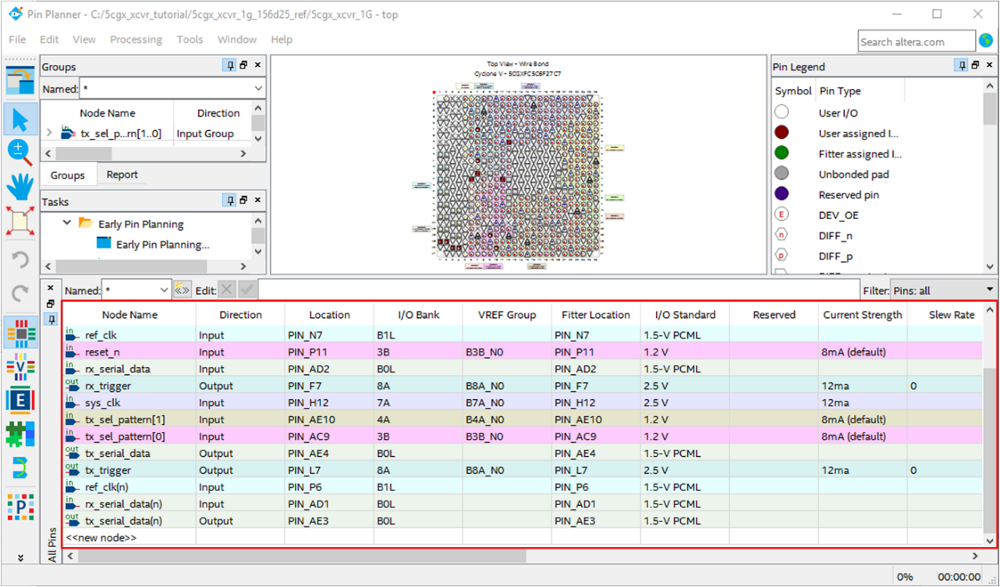 Pin Planner - C:/5cgx_xcvr_tutorial/5cgx_xcvr_1g_156d25_ref/5cgx_xcvr_1G - top
File Edit View Processing Tools Window Help
Search altera.com
Groups
Named: *
Node Name Direction
tx_sel_p...rn[1..0] Input Group
Groups Report
Tasks
Early Pin Planning
Early Pin Planning...
Top View - Wire Bond
Cyclone V - 5CGXFC5C6F27C7
Pin Legend
Symbol Pin Type
User I/O
User assigned I...
Fitter assigned I...
Unbonded pad
Reserved pin
E DEV_OE
n DIFF_n
p DIFF_p
Named: * Edit: Filter: Pins: all
Node Name Direction Location I/O Bank VREF Group Fitter Location I/O Standard Reserved Current Strength Slew Rate
in ref_clk Input PIN_N7 B1L PIN_N7 1.5-V PCML
in reset_n Input PIN_P11 3B B3B_N0 PIN_P11 1.2 V 8mA (default)
in rx_serial_data Input PIN_AD2 B0L PIN_AD2 1.5-V PCML
out rx_trigger Output PIN_F7 8A B8A_N0 PIN_F7 2.5 V 12ma 0
in sys_clk Input PIN_H12 7A B7A_N0 PIN_H12 2.5 V 12ma
in tx_sel_pattern[1] Input PIN_AE10 4A B4A_N0 PIN_AE10 1.2 V 8mA (default)
in tx_sel_pattern[0] Input PIN_AC9 3B B3B_N0 PIN_AC9 1.2 V 8mA (default)
out tx_serial_data Output PIN_AE4 B0L PIN_AE4 1.5-V PCML
out tx_trigger Output PIN_L7 8A B8A_N0 PIN_L7 2.5 V 12ma 0
in ref_clk(n) Input PIN_P6 B1L PIN_P6 1.5-V PCML
in rx_serial_data(n) Input PIN_AD1 B0L PIN_AD1 1.5-V PCML
out tx_serial_data(n) Output PIN_AE3 B0L PIN_AE3 1.5-V PCML
<<new node>>
All Pins
0% 00:00:00